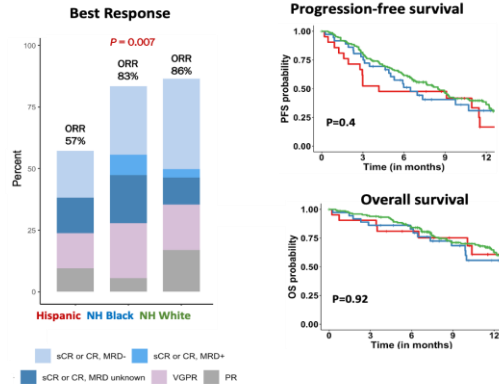 Best Response
P = 0.007
100
75
50
25
0
Percent
ORR
57%
ORR
83%
ORR
86%
Hispanic NH Black NH White
sCR or CR, MRD- sCR or CR, MRD+
sCR or CR, MRD unknown VGPR PR
Progression-free survival
1.00
0.75
0.50
0.25
0.00
PFS probability
P=0.4
0 3 6 9 12
Time (in months)
Overall survival
1.00
0.75
0.50
0.25
0.00
OS probability
P=0.92
0 3 6 9 12
Time (in months)